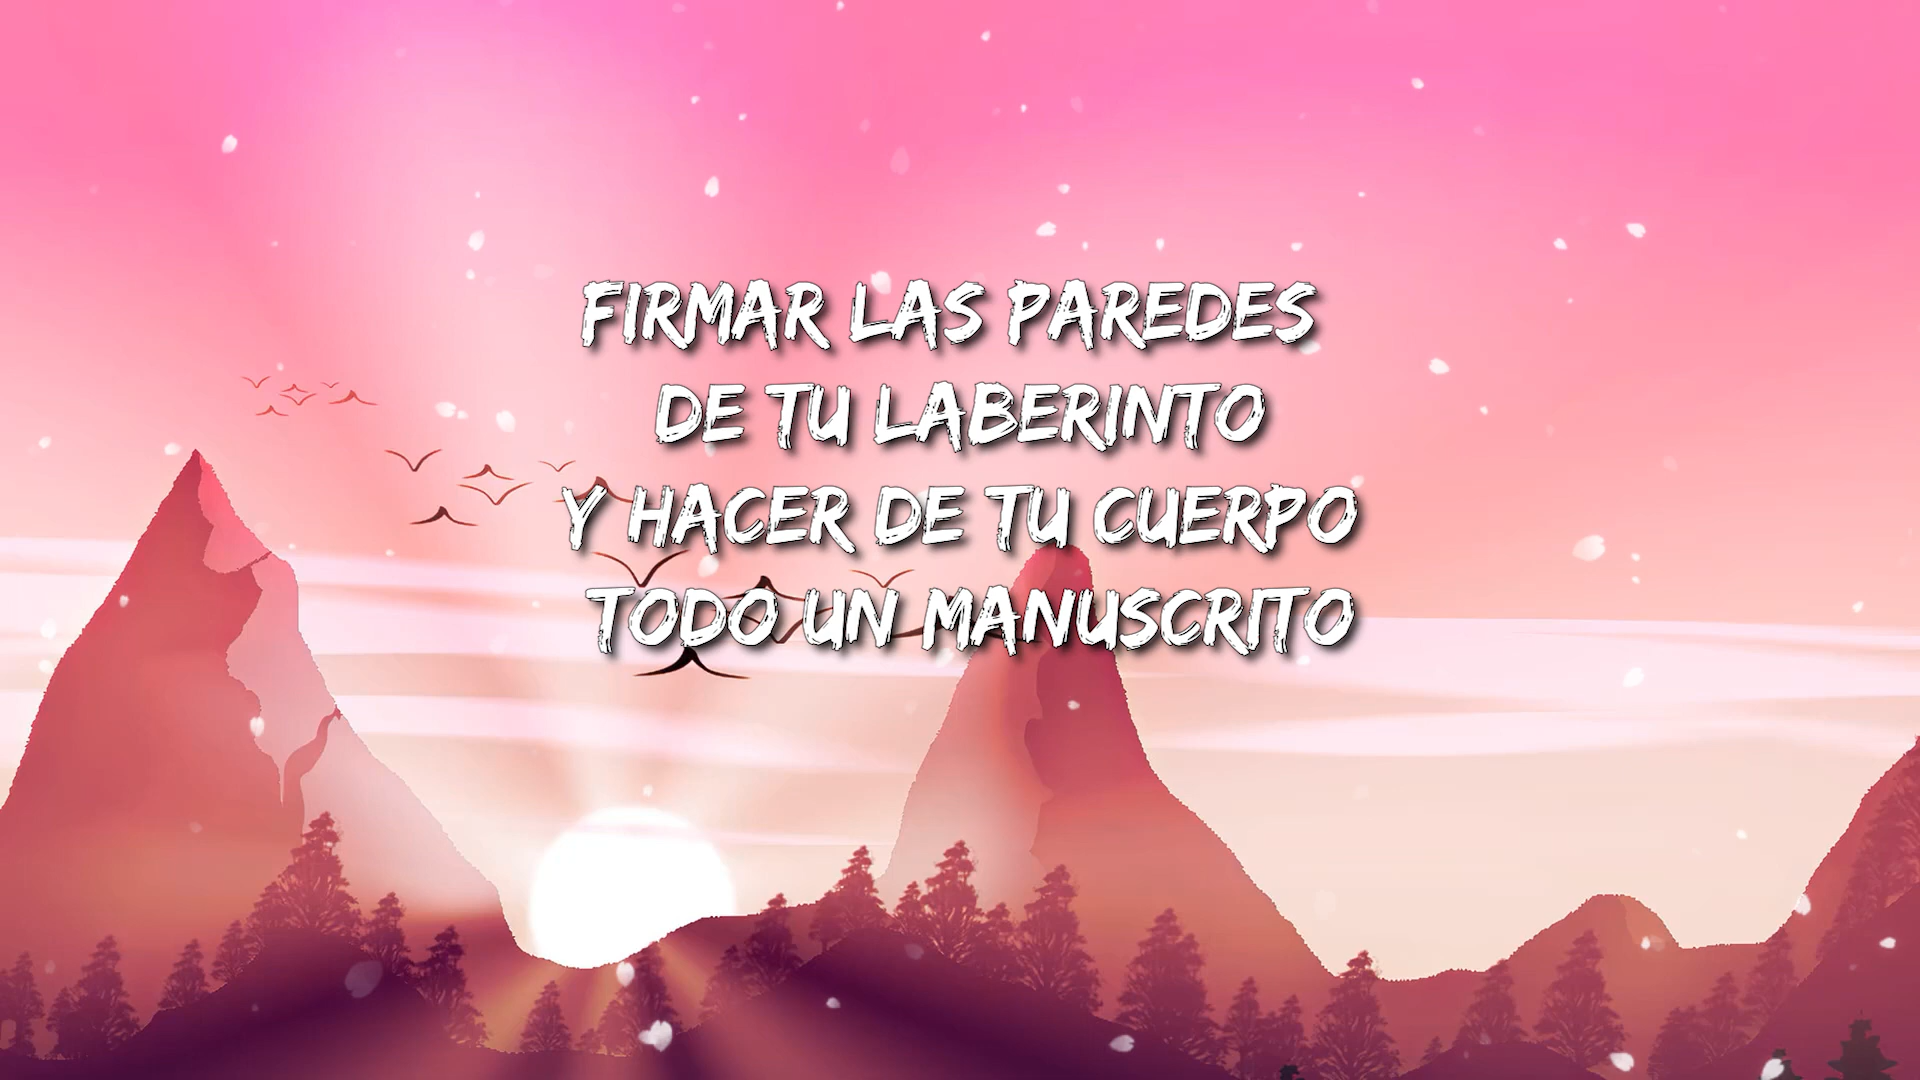 FIRMAR LAS PAREDES
DE TU LABERINTO
Y HACER DE TU CUERPO
TODO UN MANUSCRITO